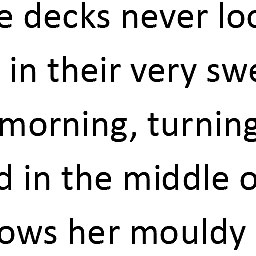 e decks never loo
in their very swe
morning, turning
d in the middle o
ows her mouldy